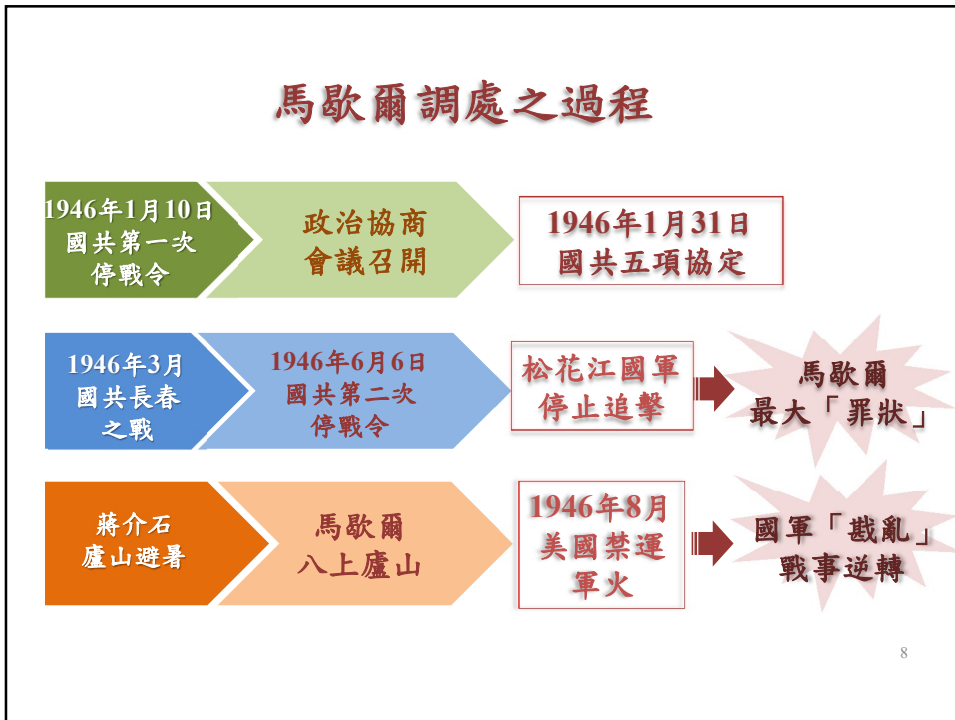 馬歇爾調處之過程
1946年1月10日
國共第一次
停戰令
政治協商
會議召開
1946年1月31日
國共五項協定
1946年3月
國共長春
之戰
1946年6月6日
國共第二次
停戰令
松花江國軍
停止追擊
馬歇爾
最大「罪狀」
蔣介石
廬山避暑
馬歇爾
八上廬山
1946年8月
美國禁運
軍火
國軍「戡亂」
戰事逆轉
8